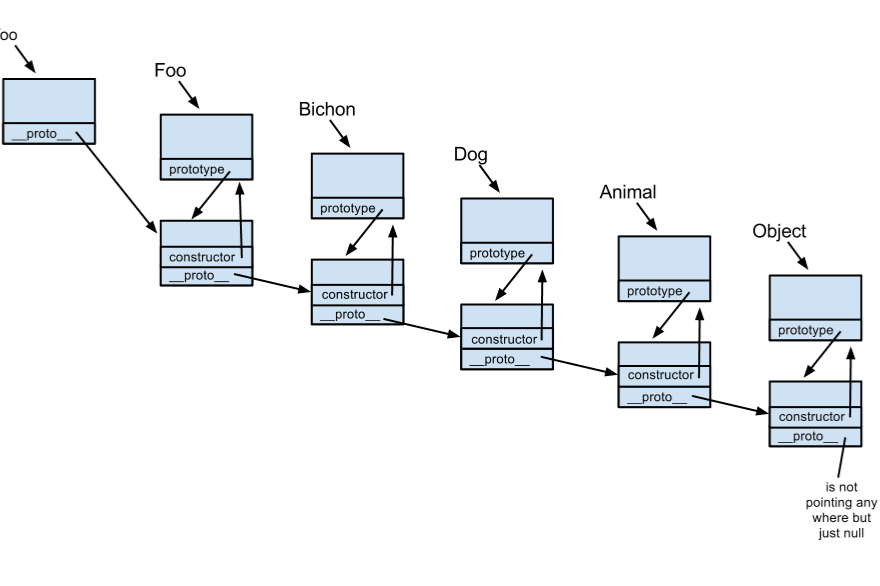 oo
__proto__
Foo
prototype
constructor
__proto__
Bichon
prototype
constructor
__proto__
Dog
prototype
constructor
__proto__
Animal
prototype
constructor
__proto__
Object
prototype
constructor
__proto__
is not
pointing any
where but
just null